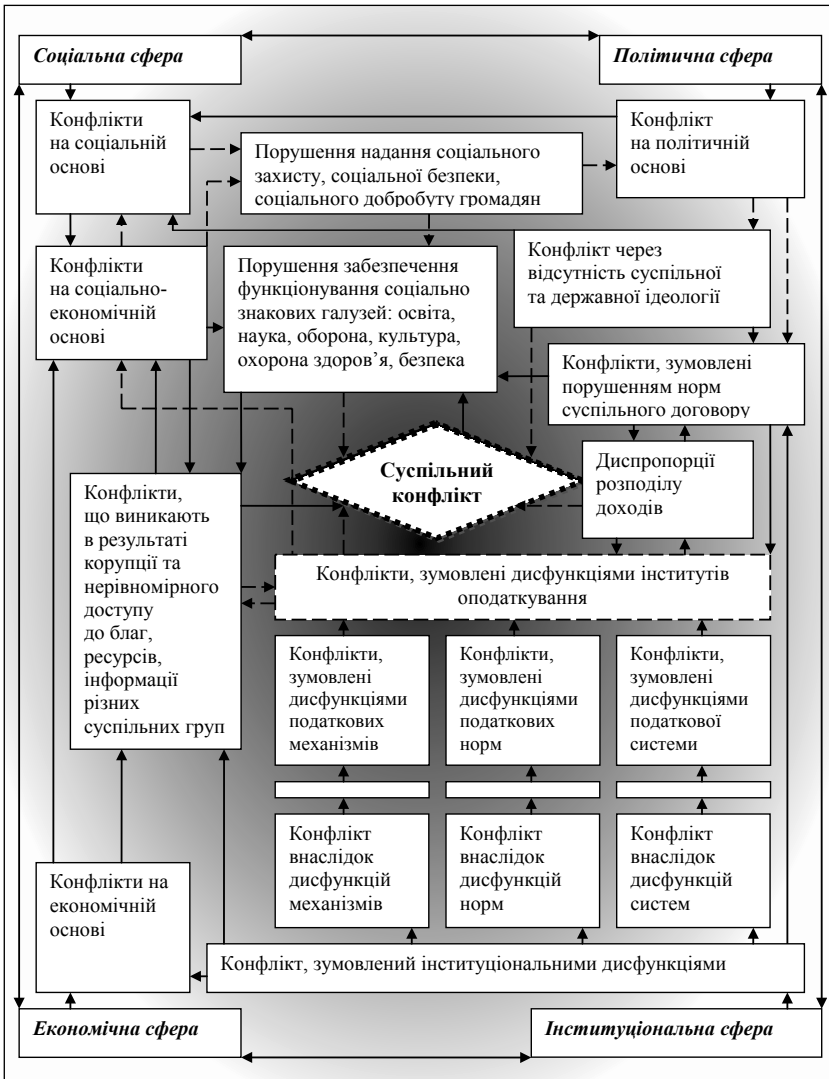 Соціальна сфера
Політична сфера
Конфлікти
на соціальній
основі
Порушення надання соціального
захисту, соціальної безпеки,
соціального добробуту громадян
Конфлікт
на політичній
основі
Конфлікти
на соціально-
економічній
основі
Порушення забезпечення
функціонування соціально
знакових галузей: освіта,
наука, оборона, культура,
охорона здоров’я, безпека
Конфлікт через
відсутність суспільної
та державної ідеології
Конфлікти, зумовлені
порушенням норм
суспільного договору
Суспільний
конфлікт
Диспропорції
розподілу
доходів
Конфлікти,
що виникають
в результаті
корупції та
нерівномірного
доступу
до благ,
ресурсів,
інформації
різних
суспільних груп
Конфлікти, зумовлені дисфункціями інститутів
оподаткування
Конфлікти,
зумовлені
дисфункціями
податкових
механізмів
Конфлікти,
зумовлені
дисфункціями
податкових
норм
Конфлікти,
зумовлені
дисфункціями
податкової
системи
Конфлікт
внаслідок
дисфункцій
механізмів
Конфлікт
внаслідок
дисфункцій
норм
Конфлікт
внаслідок
дисфункцій
систем
Конфлікти на
економічній
основі
Конфлікт, зумовлений інституціональними дисфункціями
Економічна сфера
Інституціональна сфера